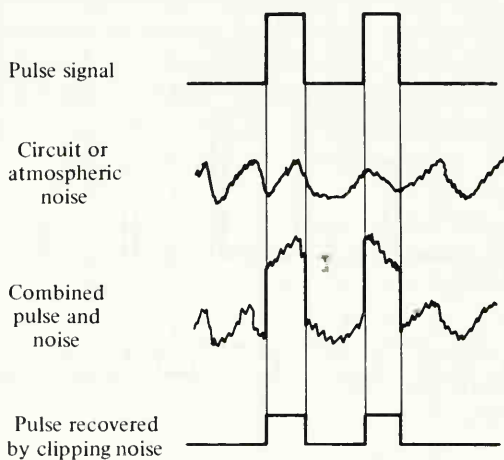 Pulse signal
Circuit or
atmospheric
noise
Combined
pulse and
noise
Pulse recovered
by clipping noise